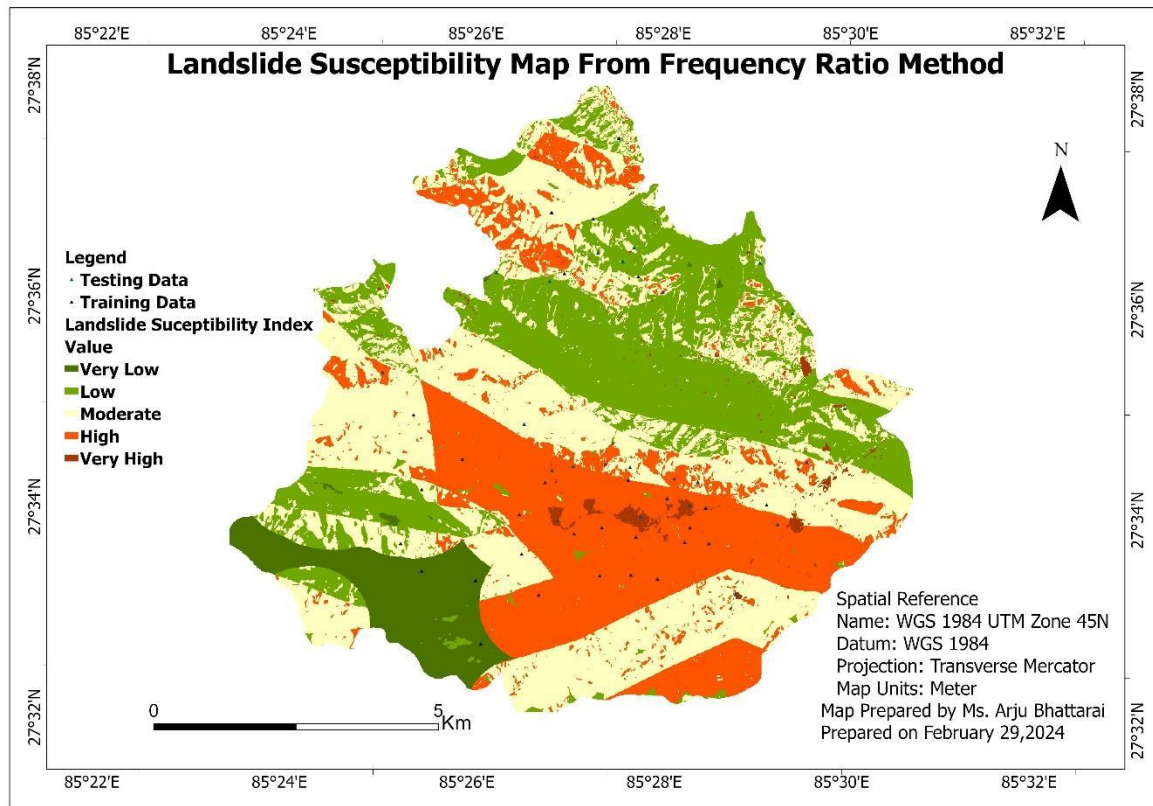 85°22'E 85°24'E 85°26'E 85°28'E 85°30'E 85°32'E
Landslide Susceptibility Map From Frequency Ratio Method
27°38'N
27°38'N
N
Legend
Testing Data
Training Data
Landslide Suceptibility Index
Value
Very Low
Low
Moderate
High
Very High
27°36'N
27°36'N
27°34'N
27°34'N
Spatial Reference
Name: WGS 1984 UTM Zone 45N
Datum: WGS 1984
Projection: Transverse Mercator
Map Units: Meter
Map Prepared by Ms. Arju Bhattarai
Prepared on February 29,2024
0 5
Km
27°32'N
27°32'N
85°22'E 85°24'E 85°26'E 85°28'E 85°30'E 85°32'E